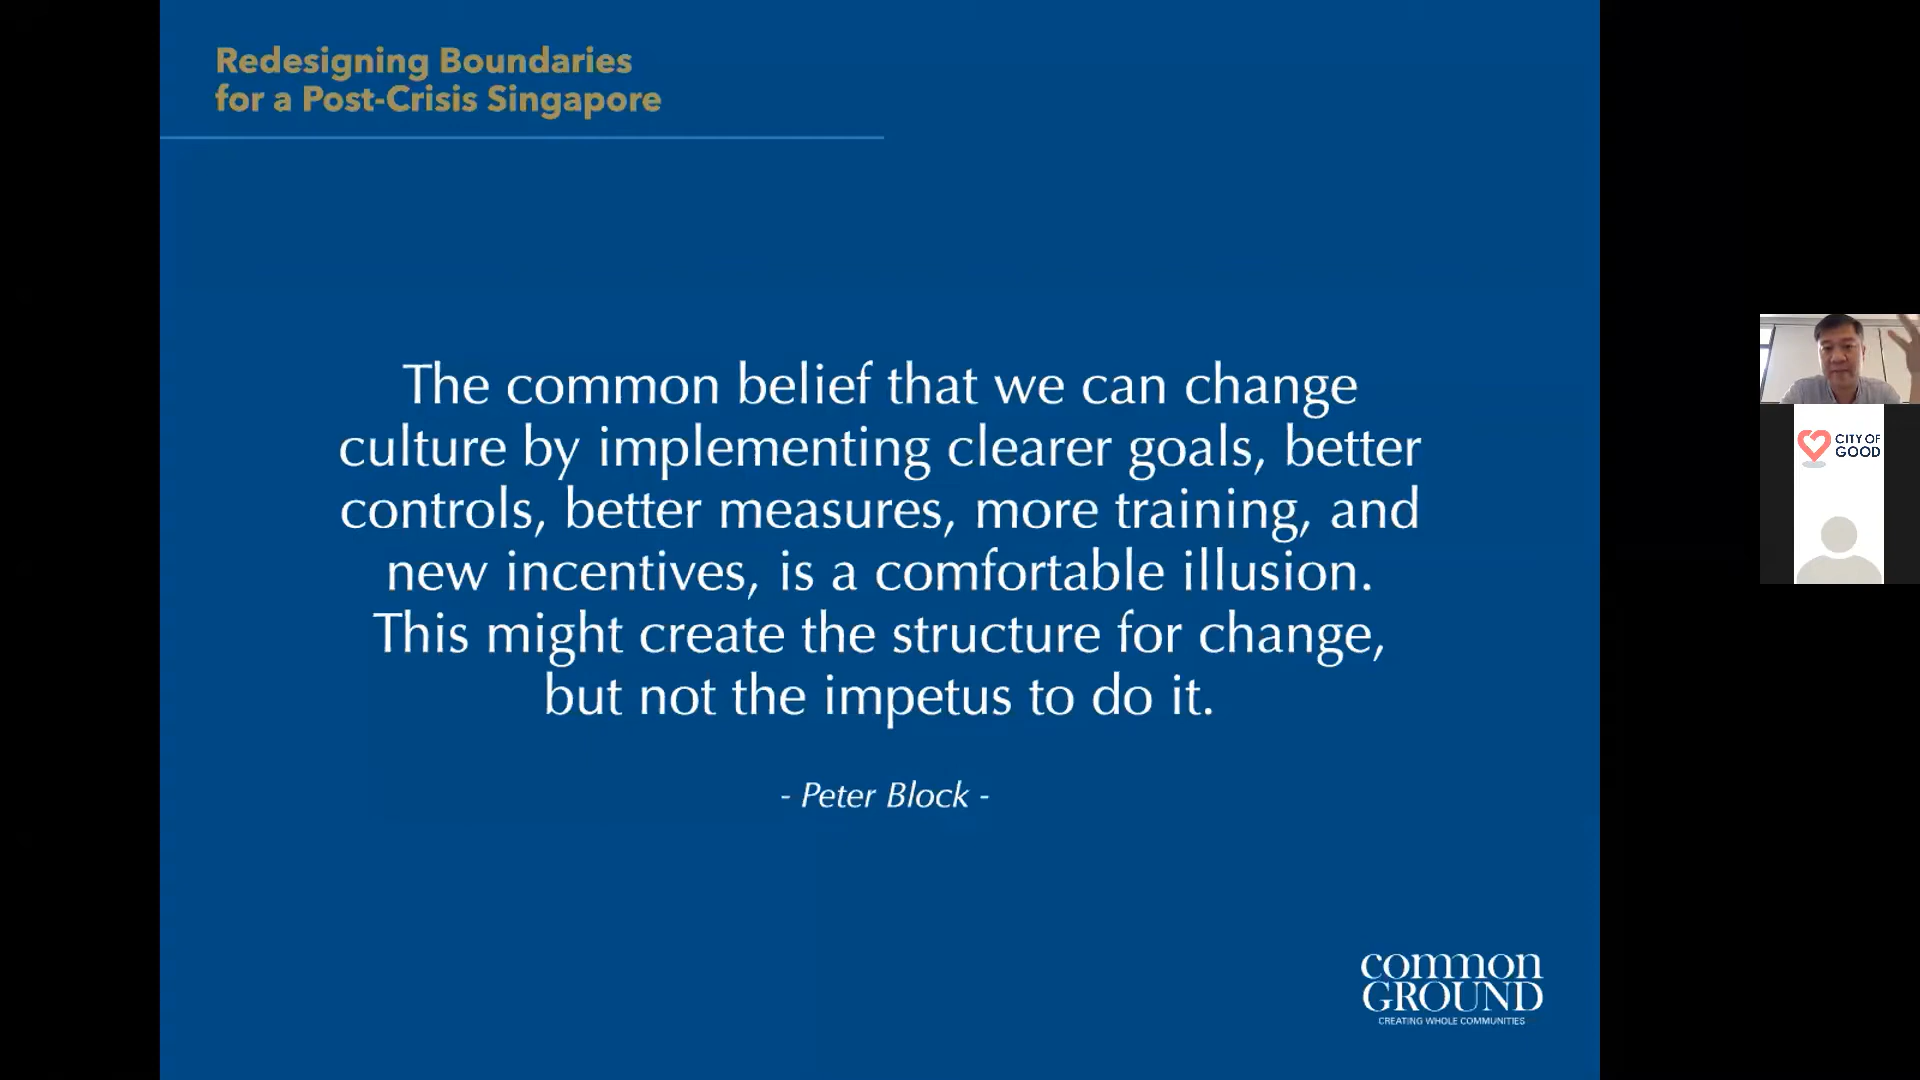 Redesigning Boundaries
for a Post-Crisis Singapore
The common belief that we can change
culture by implementing clearer goals, better
controls, better measures, more training, and
new incentives, is a comfortable illusion.
This might create the structure for change,
but not the impetus to do it.
- Peter Block -
common
GROUND
CREATING WHOLE COMMUNITIES
CITY OF
GOOD